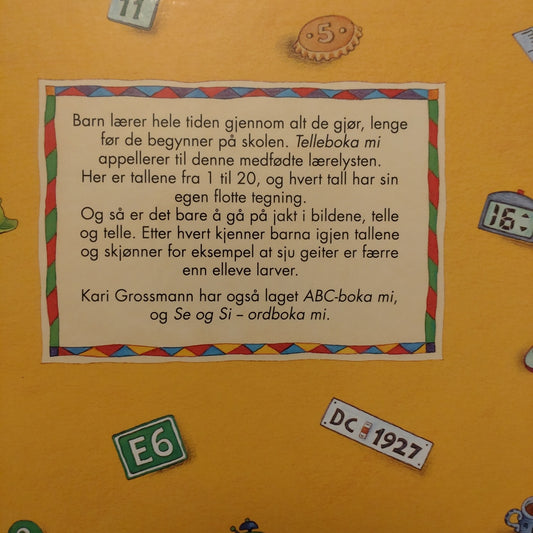 11
5
Barn lærer hele tiden gjennom alt de gjør, lenge
før de begynner på skolen. Telleboka mi
appellerer til denne medfødte lærelysten.
Her er tallene fra 1 til 20, og hvert tall har sin
egen flotte tegning.
Og så er det bare å gå på jakt i bildene, telle
og telle. Etter hvert kjenner barna igjen tallene
og skjønner for eksempel at sju geiter er færre
enn elleve larver.
Kari Grossmann har også laget ABC-boka mi,
og Se og Si – ordboka mi.
16
E6
DC 1927